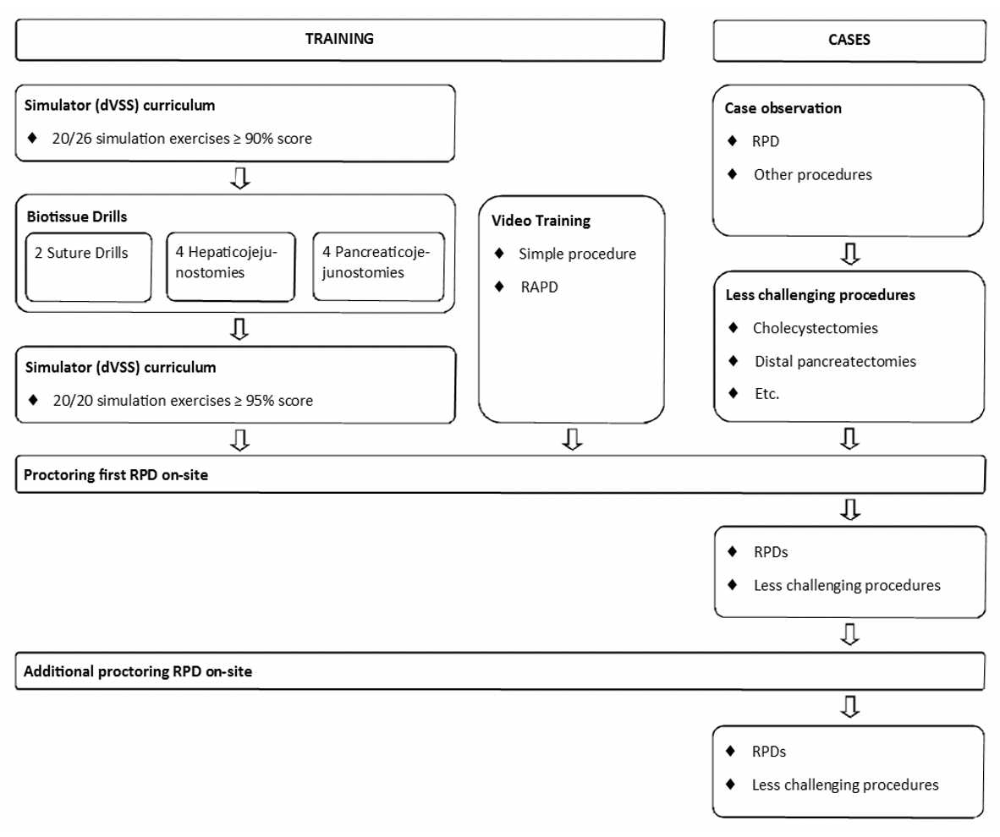 TRAINING
CASES
Simulator (dVSS) curriculum
♦ 20/26 simulation exercises ≥ 90% score
Biotissue Drills
2 Suture Drills
4 Hepaticojeju-
nostomies
4 Pancreaticoje-
junostomies
Simulator (dVSS) curriculum
♦ 20/20 simulation exercises ≥ 95% score
Video Training
♦ Simple procedure
♦ RAPD
Case observation
♦ RPD
♦ Other procedures
Less challenging procedures
♦ Cholecystectomies
♦ Distal pancreatectomies
♦ Etc.
Proctoring first RPD on-site
♦ RPDs
♦ Less challenging procedures
Additional proctoring RPD on-site
♦ RPDs
♦ Less challenging procedures